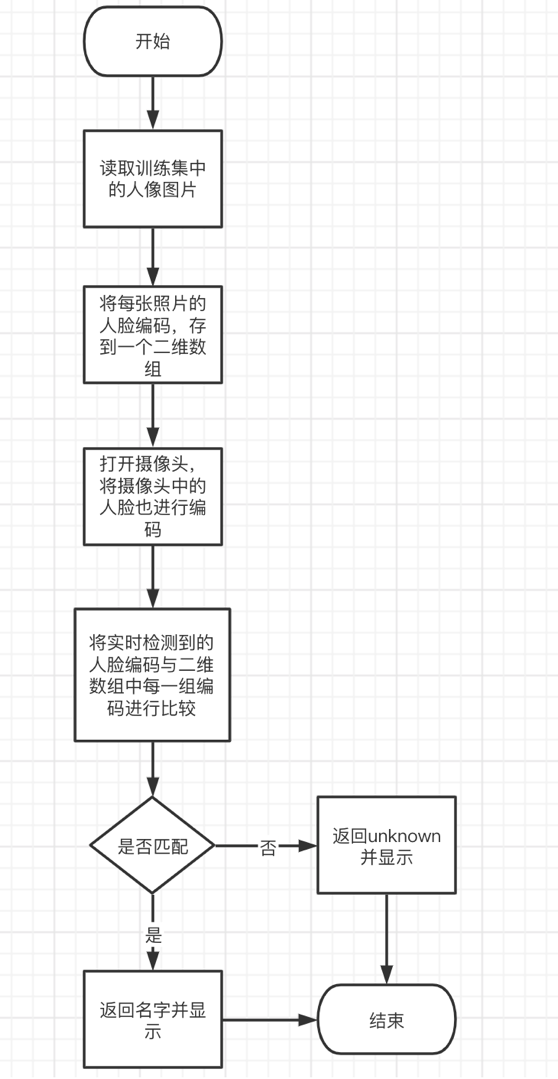 开始
读取训练集中
的人像图片
将每张照片的
人脸编码，存
到一个二维数
组
打开摄像头，
将摄像头中的
人脸也进行编
码
将实时检测到的
人脸编码与二维
数组中每一组编
码进行比较
是否匹配
否
返回unknown
并显示
是
返回名字并显
示
结束